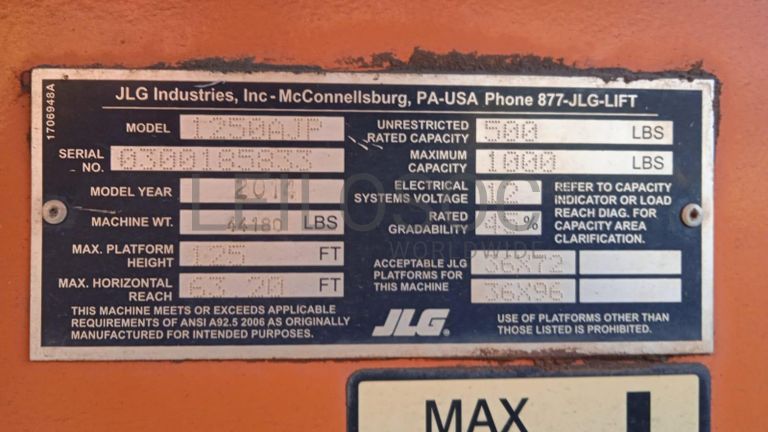 1706948A
JLG Industries, Inc - McConnellsburg, PA-USA Phone 877-JLG-LIFT
MODEL 1250AJP
SERIAL NO. 0300185833
MODEL YEAR
MACHINE WT. 44180 LBS
MAX. PLATFORM HEIGHT 125 FT
MAX. HORIZONTAL REACH 63.20 FT
THIS MACHINE MEETS OR EXCEEDS APPLICABLE
REQUIREMENTS OF ANSI A92.5 2006 AS ORIGINALLY
MANUFACTURED FOR INTENDED PURPOSES.
UNRESTRICTED RATED CAPACITY 500 LBS
MAXIMUM CAPACITY 1000 LBS
ELECTRICAL SYSTEMS VOLTAGE
RATED GRADABILITY %
REFER TO CAPACITY
INDICATOR OR LOAD
REACH DIAG. FOR
CAPACITY AREA
CLARIFICATION.
ACCEPTABLE JLG
PLATFORMS FOR
THIS MACHINE
36X72
36X96
JLG
USE OF PLATFORMS OTHER THAN
THOSE LISTED IS PROHIBITED.
WORLDWIDE
MAX